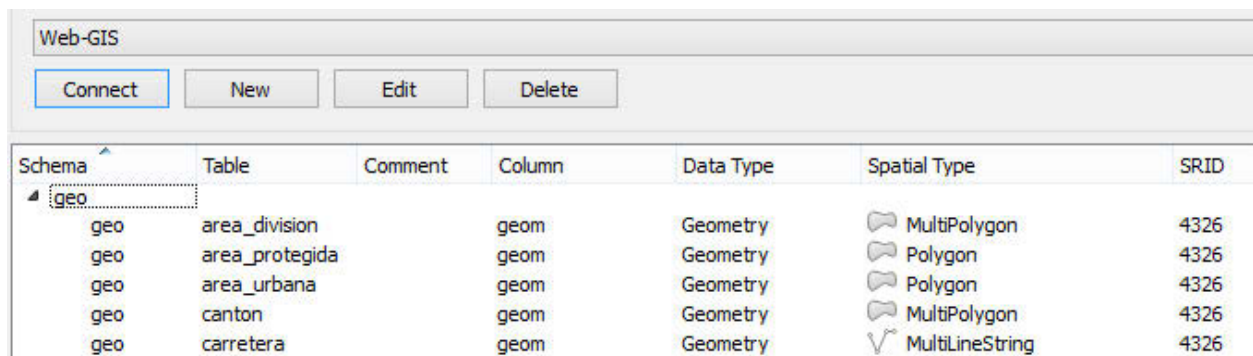 Web-GIS
Connect New Edit Delete
Schema Table Comment Column Data Type Spatial Type SRID
geo
geo area_division geom Geometry MultiPolygon 4326
geo area_protegida geom Geometry Polygon 4326
geo area_urbana geom Geometry Polygon 4326
geo canton geom Geometry MultiPolygon 4326
geo carretera geom Geometry MultiLineString 4326